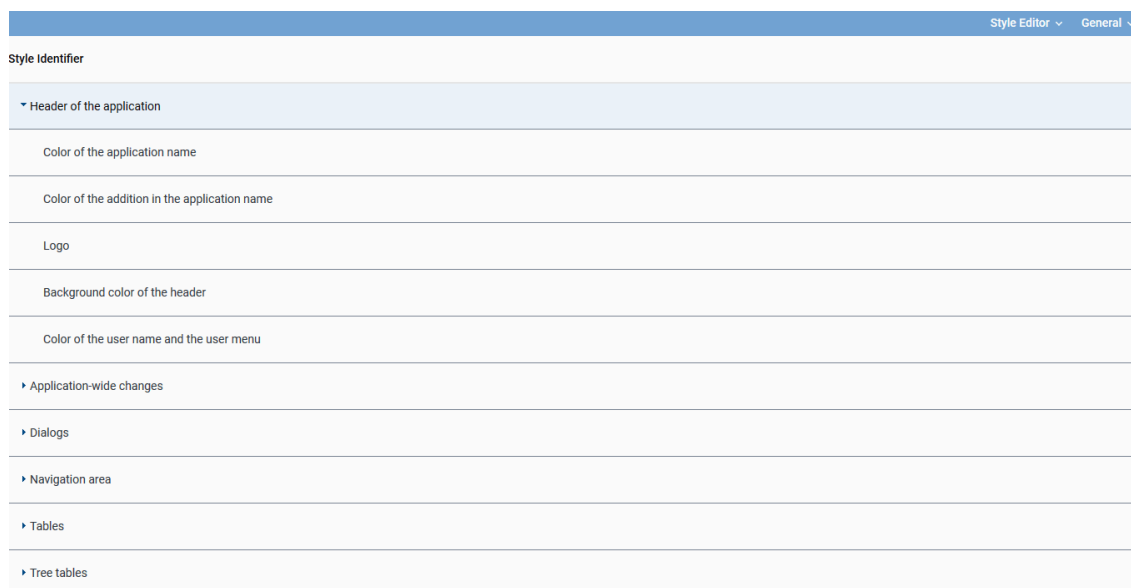 Style Editor General
Style Identifier
Header of the application
Color of the application name
Color of the addition in the application name
Logo
Background color of the header
Color of the user name and the user menu
Application-wide changes
Dialogs
Navigation area
Tables
Tree tables